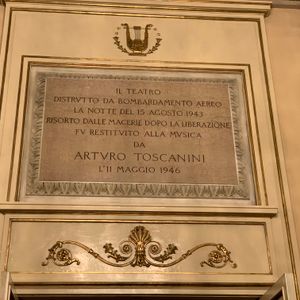 IL TEATRO
DISTRVTTO DA BOMBARDAMENTO AEREO
LA NOTTE DEL 15 AGOSTO 1943
RISORTO DALLE MACERIE DOPO LA LIBERAZIONE
FV RESTITVITO ALLA MVSICA
DA
ARTVRO TOSCANINI
L'11 MAGGIO 1946